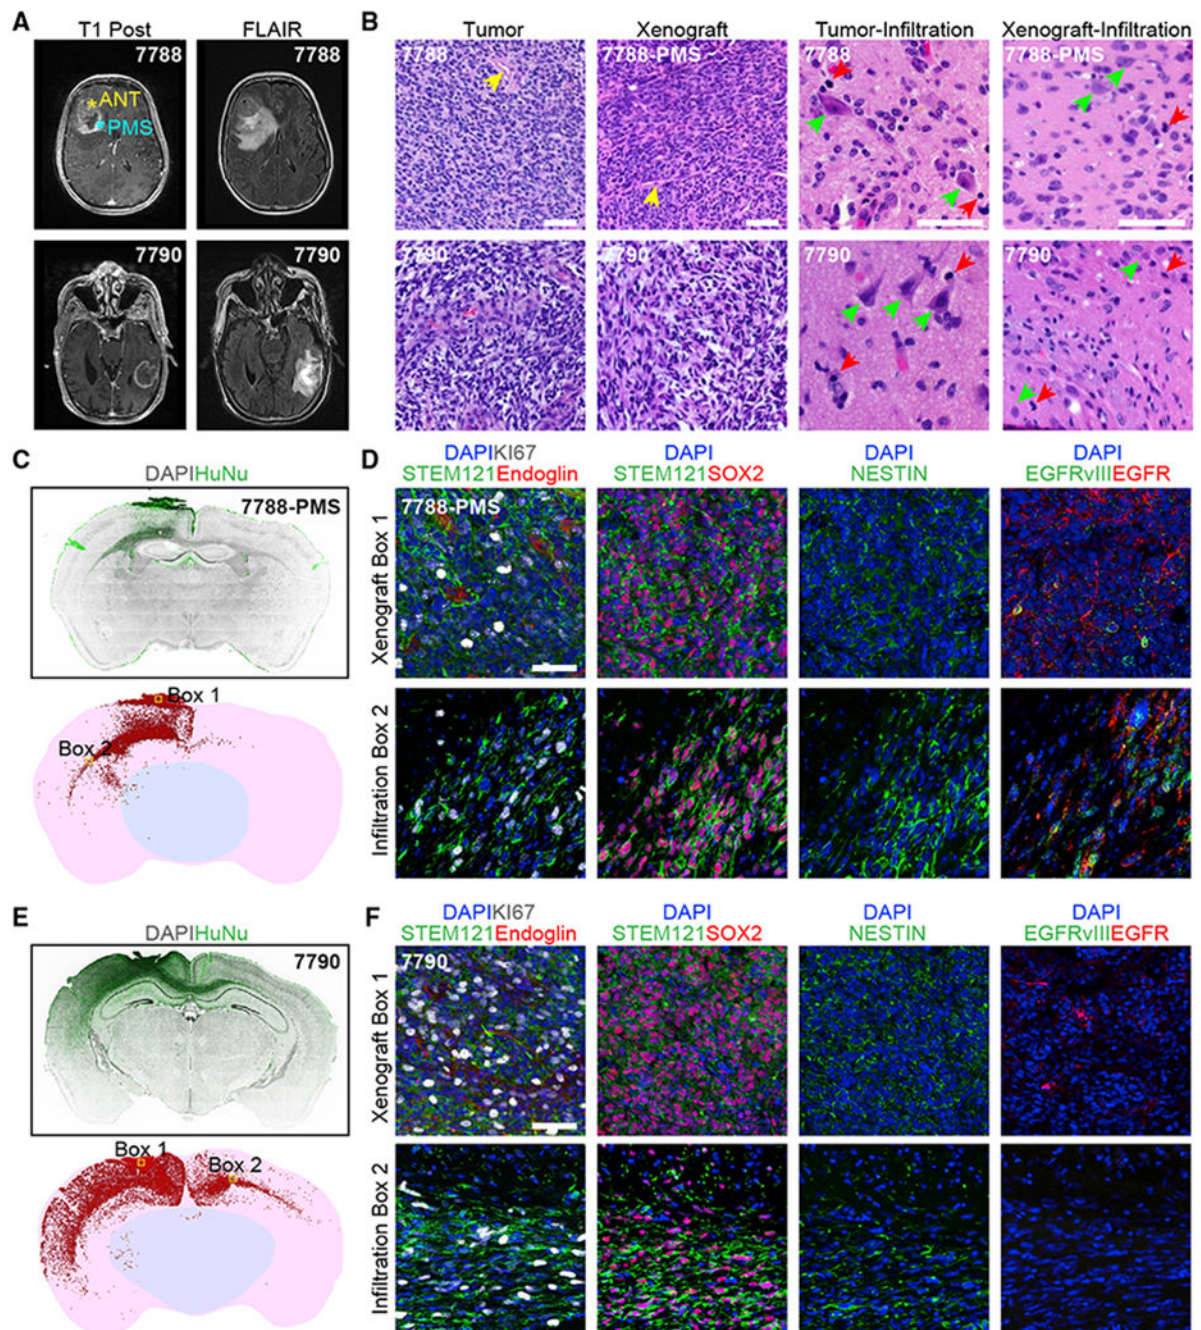 A
T1 Post
FLAIR
7788
7788
*ANT
PMS
7790
7790
B
Tumor
Xenograft
Tumor-Infiltration
Xenograft-Infiltration
7788
7788-PMS
7788
7788-PMS
7790
7790
7790
7790
C
DAPIHuNu
7788-PMS
Box 1
Box 2
D
DAPIKI67
STEM121Endoglin
DAPI
STEM121SOX2
DAPI
NESTIN
DAPI
EGFRvIIIEGFR
Xenograft Box 1
7788-PMS
Infiltration Box 2
E
DAPIHuNu
7790
Box 1
Box 2
F
DAPIKI67
STEM121Endoglin
DAPI
STEM121SOX2
DAPI
NESTIN
DAPI
EGFRvIIIEGFR
Xenograft Box 1
7790
Infiltration Box 2